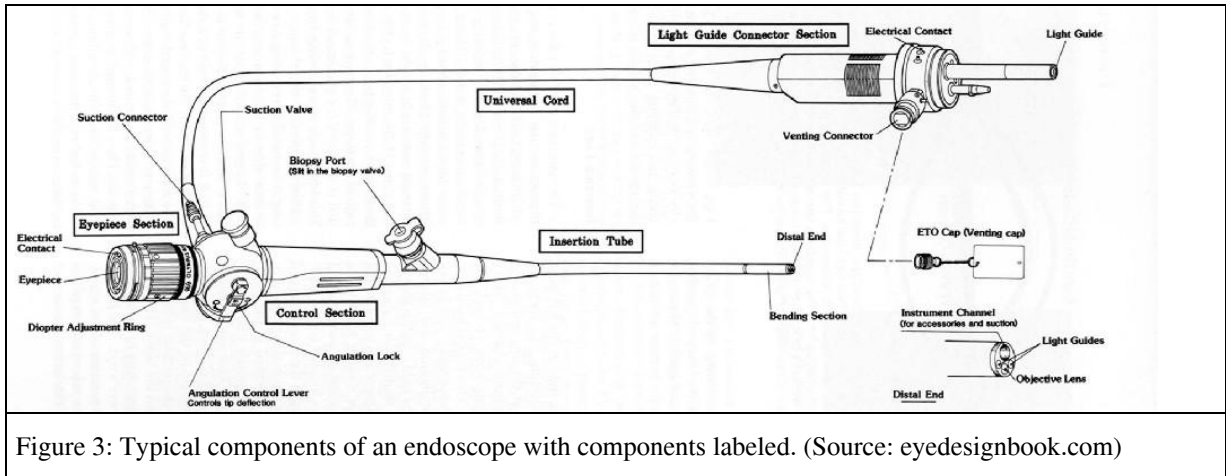 Light Guide Connector Section
Electrical Contact
Light Guide
Universal Cord
Suction Connector
Suction Valve
Venting Connector
Biopsy Port
(Slit in the biopsy valve)
Eyepiece Section
Electrical
Contact
Eyepiece
Insertion Tube
Distal End
ETO Cap (Venting cap)
Control Section
Bending Section
Diopter Adjustment Ring
Angulation Lock
Instrument Channel
(for accessories and suction)
Light Guides
Objective Lens
Angulation Control Lever
Controls tip deflection
Distal End
Figure 3: Typical components of an endoscope with components labeled. (Source: eyedesignbook.com)